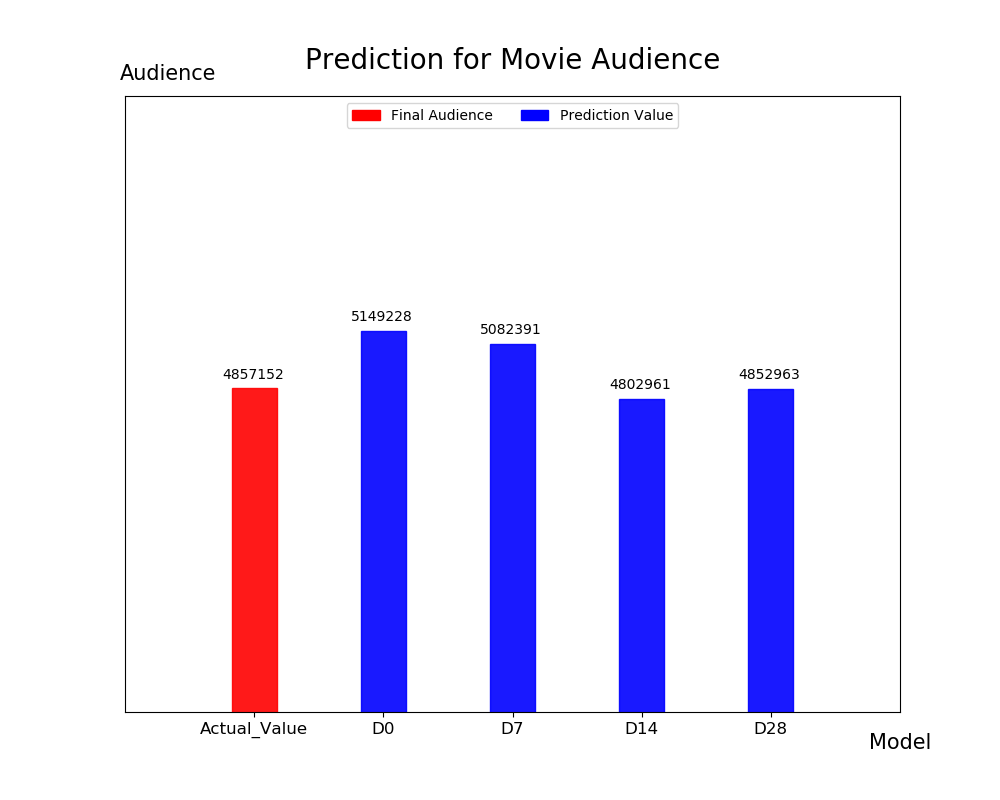 Prediction for Movie Audience
Audience
Final Audience
Prediction Value
5149228
5082391
4857152
4802961
4852963
Actual_Value
D0
D7
D14
D28
Model